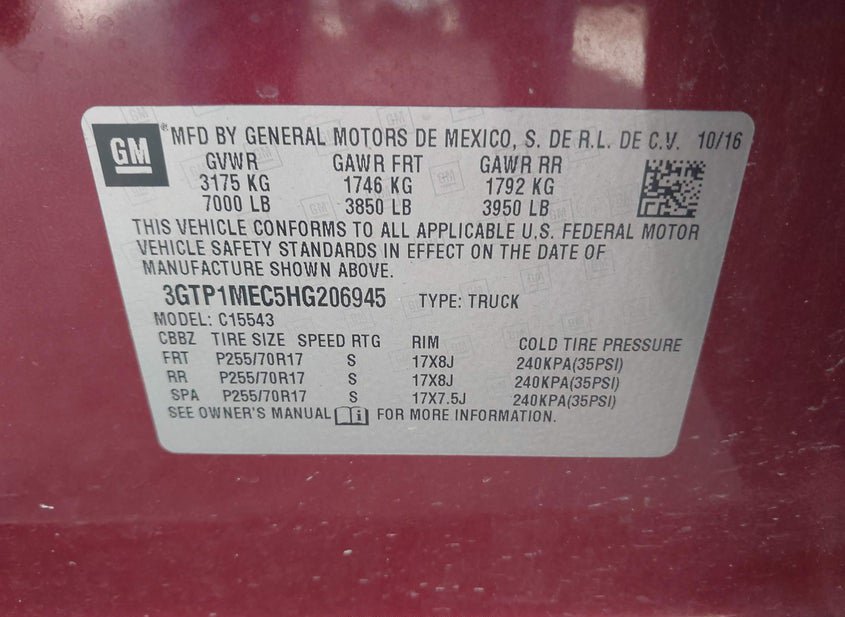 GM ® MFD BY GENERAL MOTORS DE MEXICO, S. DE R.L. DE C.V. 10/16
GVWR GAWR FRT GAWR RR
3175 KG 1746 KG 1792 KG
7000 LB 3850 LB 3950 LB
THIS VEHICLE CONFORMS TO ALL APPLICABLE U.S. FEDERAL MOTOR
VEHICLE SAFETY STANDARDS IN EFFECT ON THE DATE OF
MANUFACTURE SHOWN ABOVE.
3GTP1MEC5HG206945 TYPE: TRUCK
MODEL: C15543
CBBZ TIRE SIZE SPEED RTG RIM COLD TIRE PRESSURE
FRT P255/70R17 S 17X8J 240KPA(35PSI)
RR P255/70R17 S 17X8J 240KPA(35PSI)
SPA P255/70R17 S 17X7.5J 240KPA(35PSI)
SEE OWNER'S MANUAL FOR MORE INFORMATION.